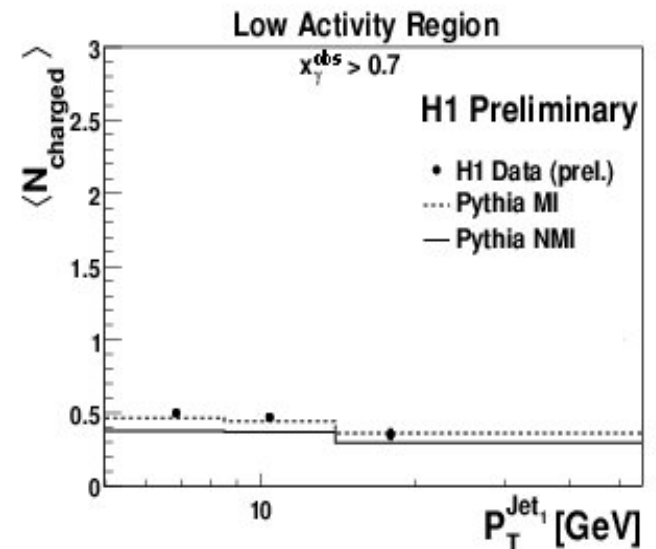 Low Activity Region
x_γ^obs > 0.7
H1 Preliminary
H1 Data (prel.)
Pythia MI
Pythia NMI
⟨N_charged⟩
3
2.5
2
1.5
1
0.5
0
10
P_T^Jet_1 [GeV]